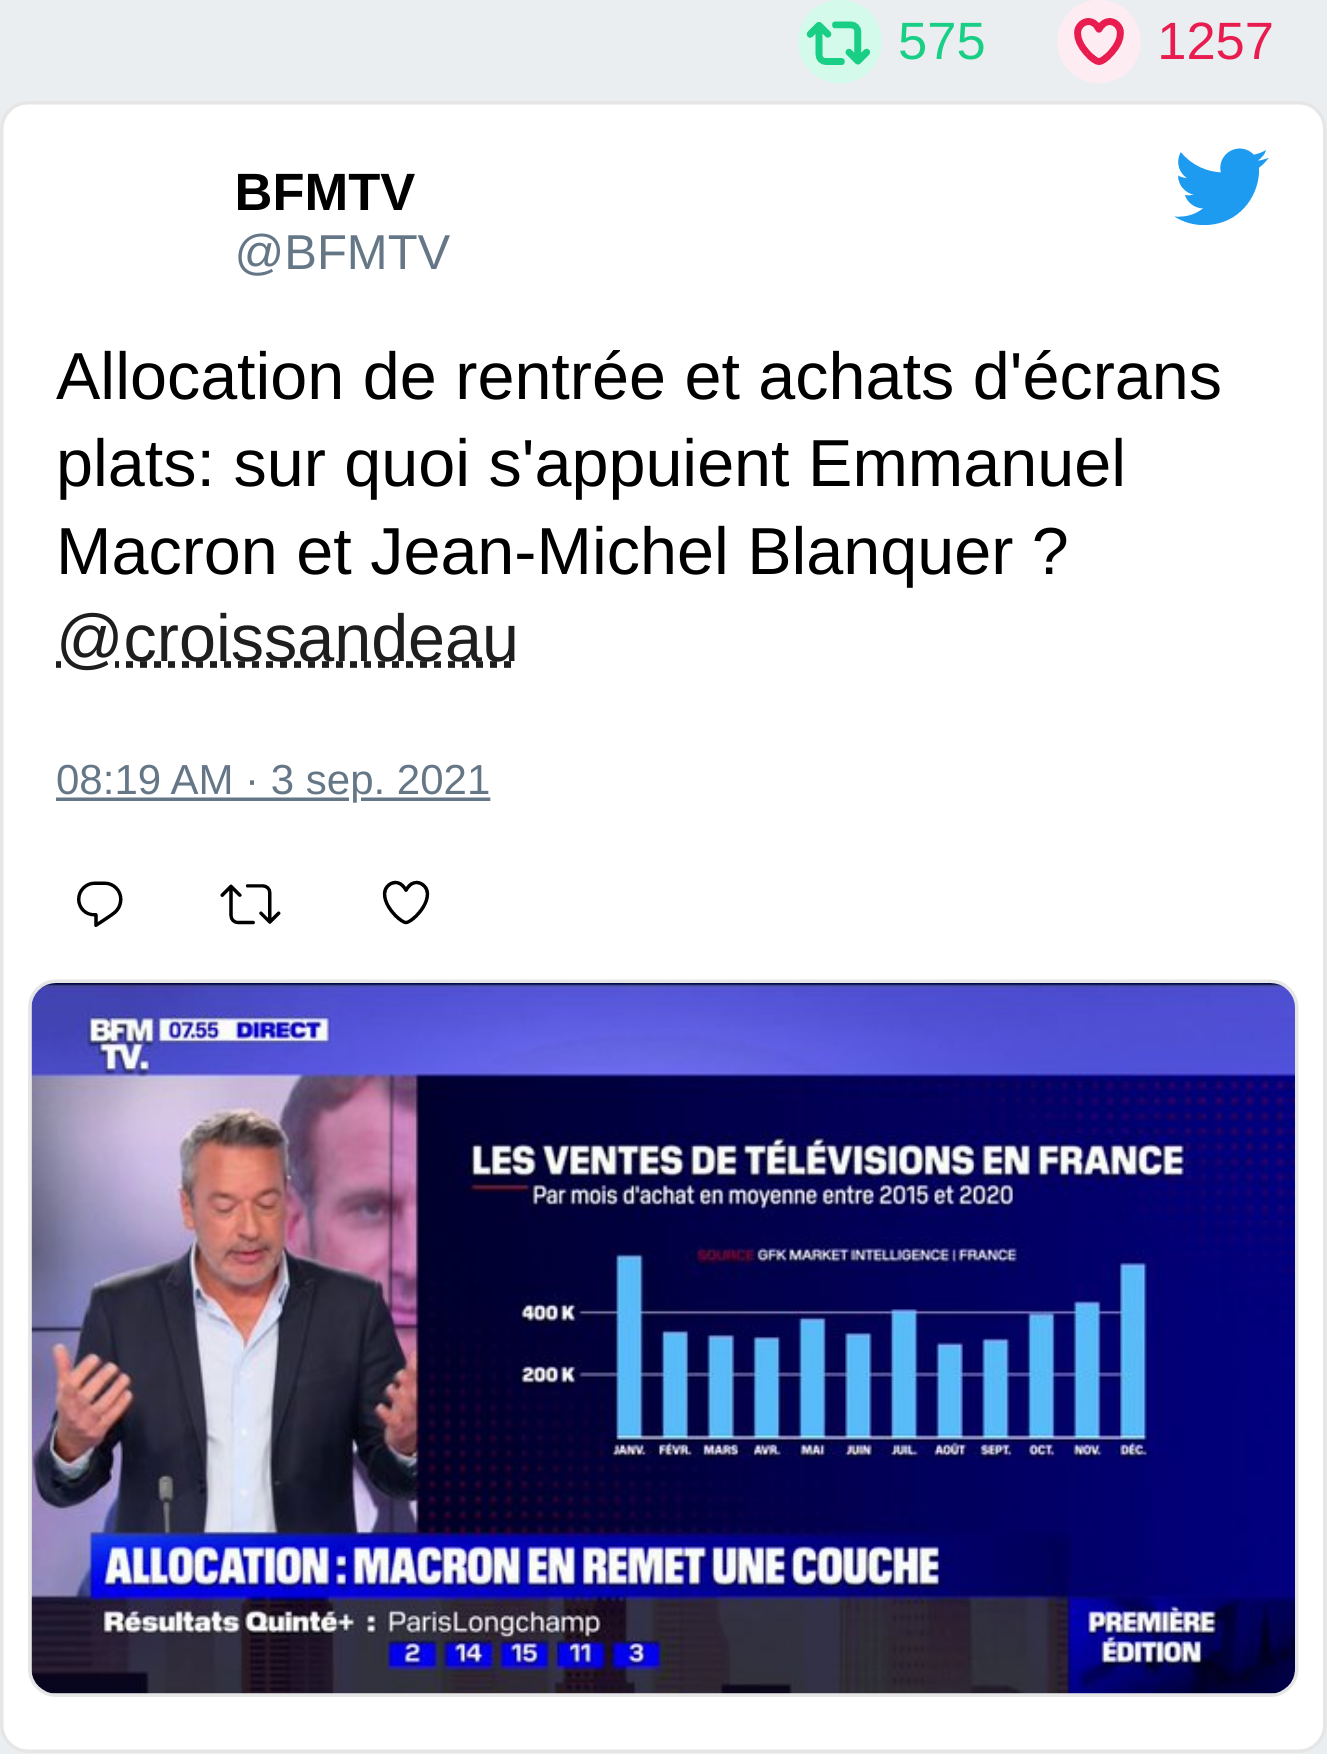 575 1257
BFMTV
@BFMTV
Allocation de rentrée et achats d'écrans
plats: sur quoi s'appuient Emmanuel
Macron et Jean-Michel Blanquer ?
@croissandeau
08:19 AM · 3 sep. 2021
BFM 07.55 DIRECT
TV.
LES VENTES DE TÉLÉVISIONS EN FRANCE
Par mois d'achat en moyenne entre 2015 et 2020
SOURCE GFK MARKET INTELLIGENCE | FRANCE
400 K
200 K
JANV. FÉVR. MARS AVR. MAI JUIN JUIL. AOÛT SEPT. OCT. NOV. DÉC.
ALLOCATION : MACRON EN REMET UNE COUCHE
Résultats Quinté+ : ParisLongchamp
2 14 15 11 3
PREMIÈRE
ÉDITION